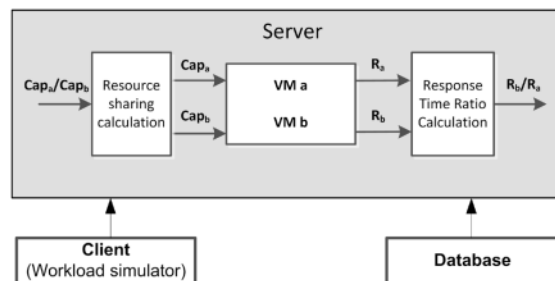 Server
Cap_a/Cap_b
Resource
sharing
calculation
Cap_a
Cap_b
VM a
VM b
R_a
R_b
Response
Time Ratio
Calculation
R_b/R_a
Client
(Workload simulator)
Database